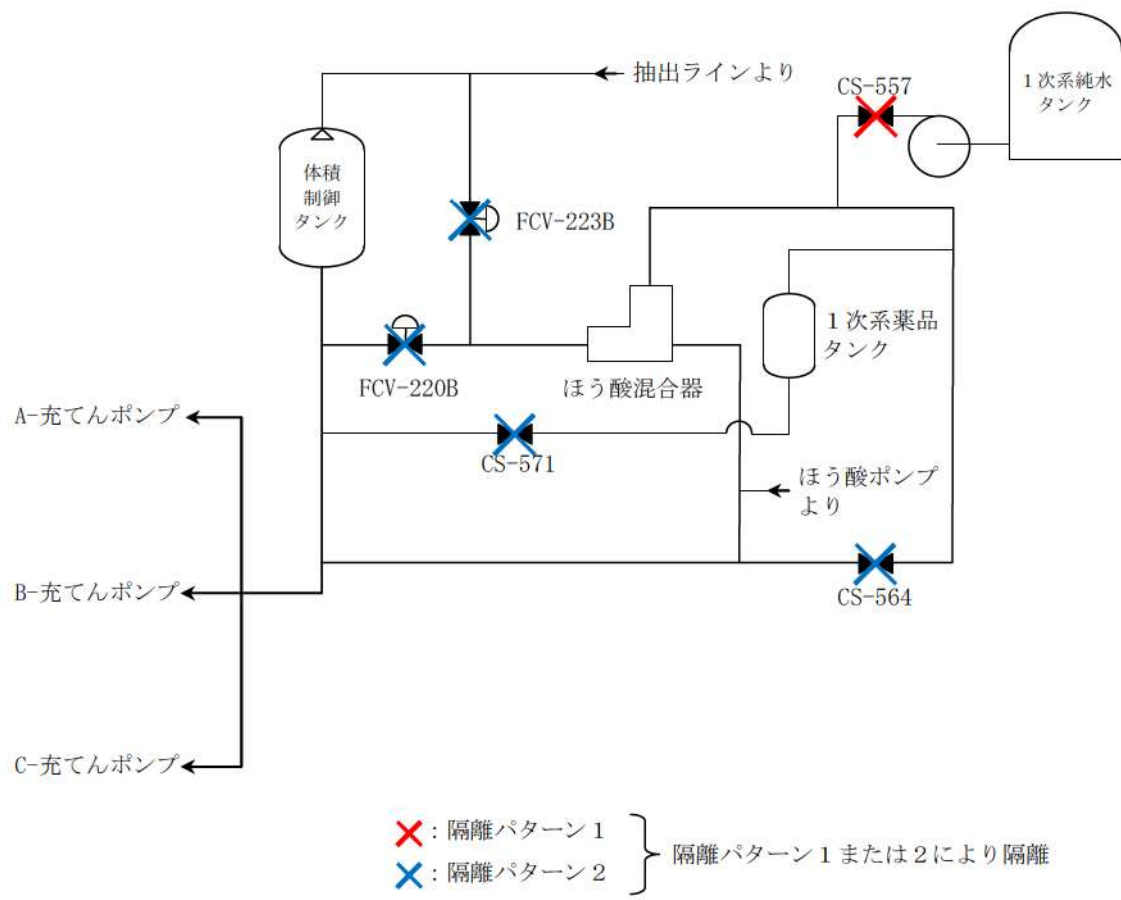 抽出ラインより
CS-557
1次系純水
タンク
体積
制御
タンク
FCV-223B
1次系薬品
タンク
FCV-220B
ほう酸混合器
A-充てんポンプ
CS-571
ほう酸ポンプ
より
B-充てんポンプ
CS-564
C-充てんポンプ
:隔離パターン1
:隔離パターン2
隔離パターン1または2により隔離